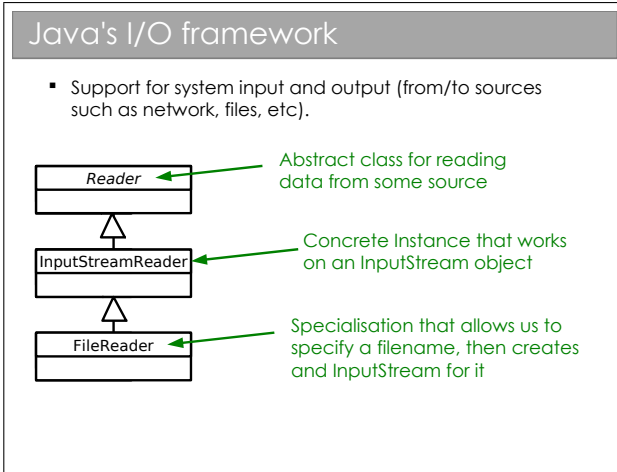 Java's I/O framework
▪ Support for system input and output (from/to sources
such as network, files, etc).
Reader
Abstract class for reading
data from some source
InputStreamReader
Concrete Instance that works
on an InputStream object
FileReader
Specialisation that allows us to
specify a filename, then creates
and InputStream for it